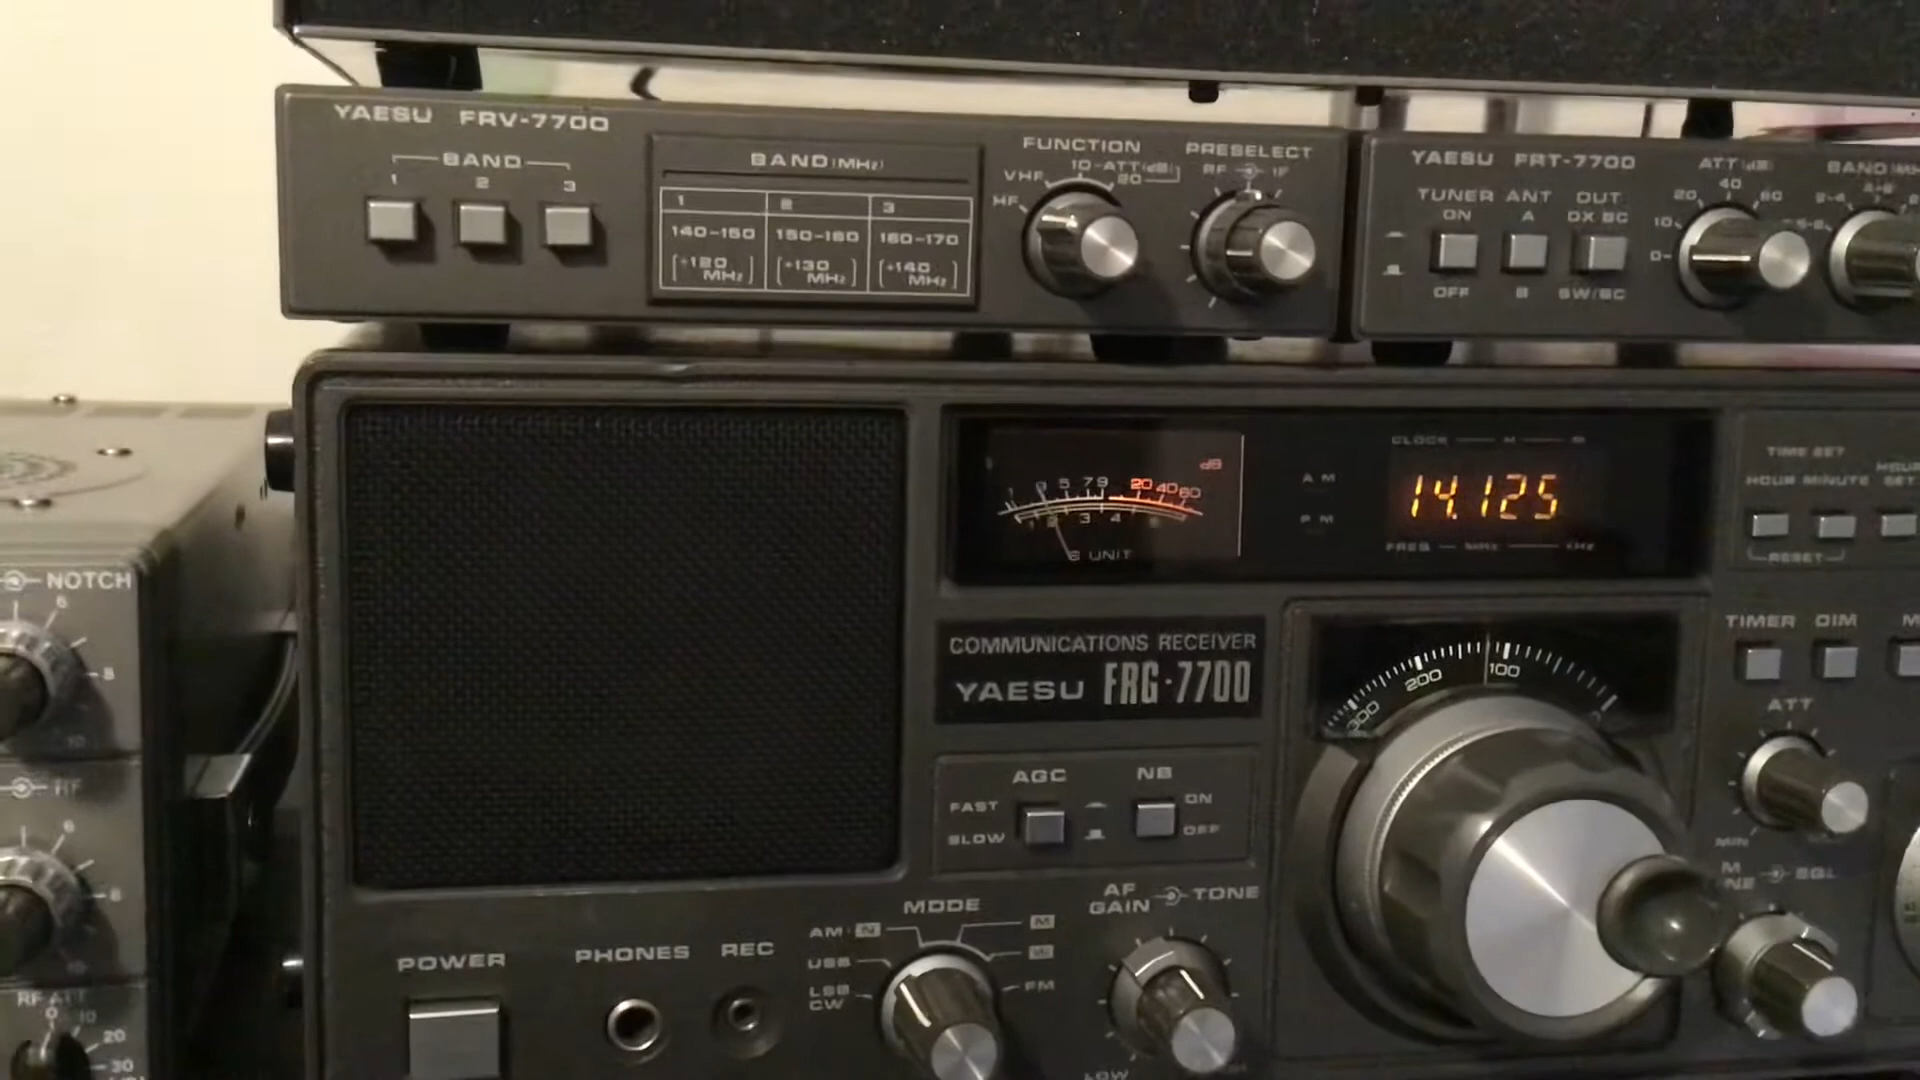 YAESU FRV-7700
BAND
1 2 3
BAND (MHz)
1 2 3
140-150 150-160 160-170
[+120 MHz] [+130 MHz] [+140 MHz]
FUNCTION
HF VHF 10-ATT(dB) 20
PRESELECT
RF IF
YAESU FRT-7700
TUNER ANT OUT
ON A DX BC
OFF B SW/BC
ATT (dB)
0 10 20 40 60
dB
1 3 5 7 9 20 40 60
2 3 4
S UNIT
AM
PM
CLOCK H M
14.125
FREQ MHz kHz
TIME SET
HOUR MINUTE
RESET
COMMUNICATIONS RECEIVER
YAESU FRG-7700
300 200 100 0
TIMER DIM
ATT
MIN
AGC
FAST
SLOW
NB
ON
OFF
MODE
AM
USB
LSB
CW
M
FM
AF
GAIN TONE
LOW
POWER
PHONES
REC
NOTCH
6
8
10
RF ATT
0 10
20
30